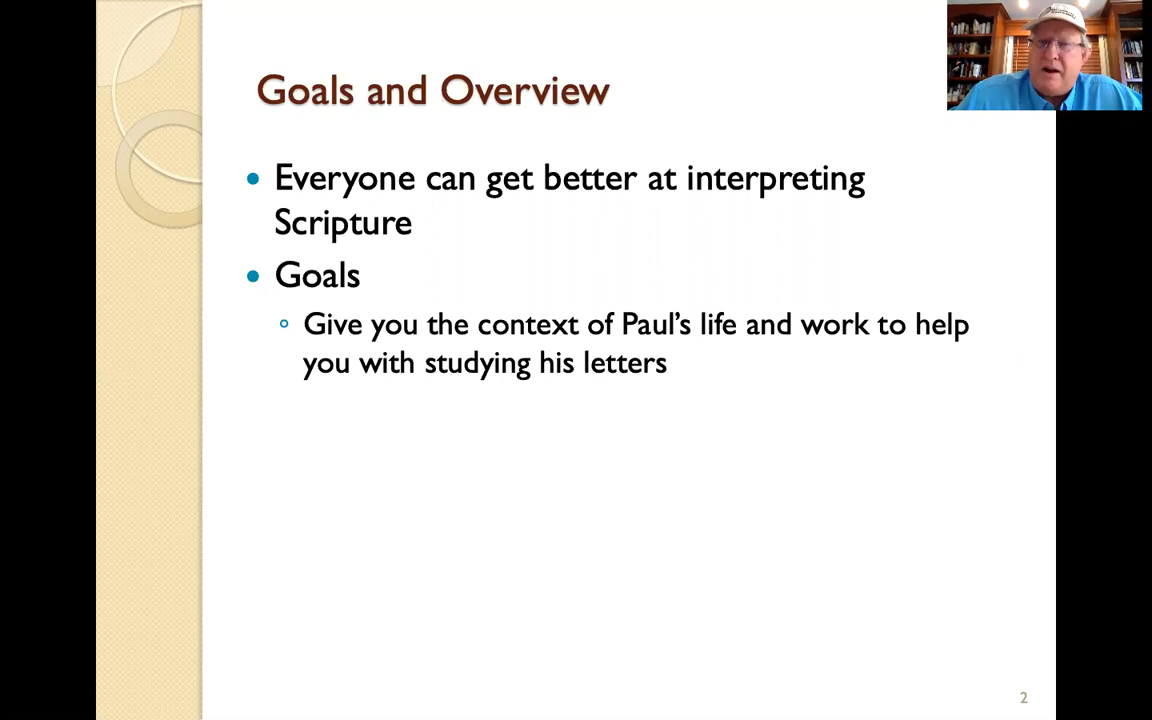 Goals and Overview
Everyone can get better at interpreting
Scripture
Goals
Give you the context of Paul's life and work to help
you with studying his letters
2